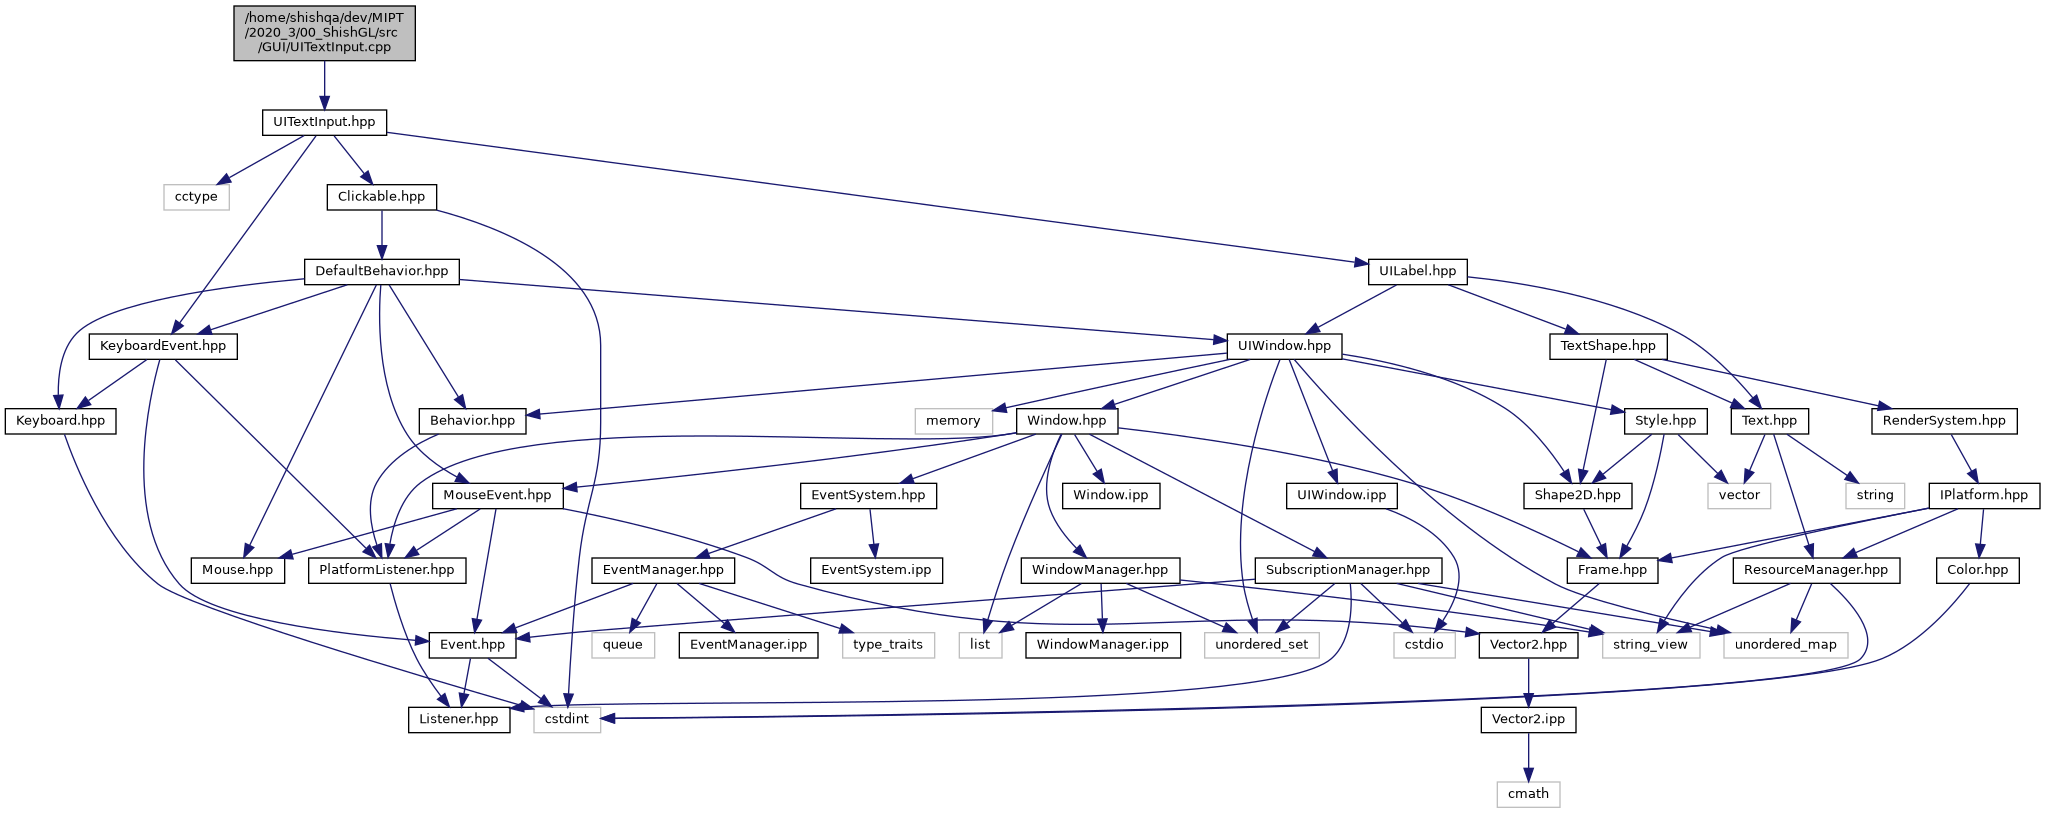 /home/shishqa/dev/MIPT
/2020_3/00_ShishGL/src
/GUI/UITextInput.cpp
UITextInput.hpp
cctype
Clickable.hpp
DefaultBehavior.hpp
UILabel.hpp
KeyboardEvent.hpp
UIWindow.hpp
TextShape.hpp
Keyboard.hpp
Behavior.hpp
memory
Window.hpp
Style.hpp
Text.hpp
RenderSystem.hpp
MouseEvent.hpp
EventSystem.hpp
Window.ipp
UIWindow.ipp
Shape2D.hpp
vector
string
IPlatform.hpp
Mouse.hpp
PlatformListener.hpp
EventManager.hpp
EventSystem.ipp
WindowManager.hpp
SubscriptionManager.hpp
Frame.hpp
ResourceManager.hpp
Color.hpp
Event.hpp
queue
EventManager.ipp
type_traits
list
WindowManager.ipp
unordered_set
cstdio
Vector2.hpp
string_view
unordered_map
Listener.hpp
cstdint
Vector2.ipp
cmath